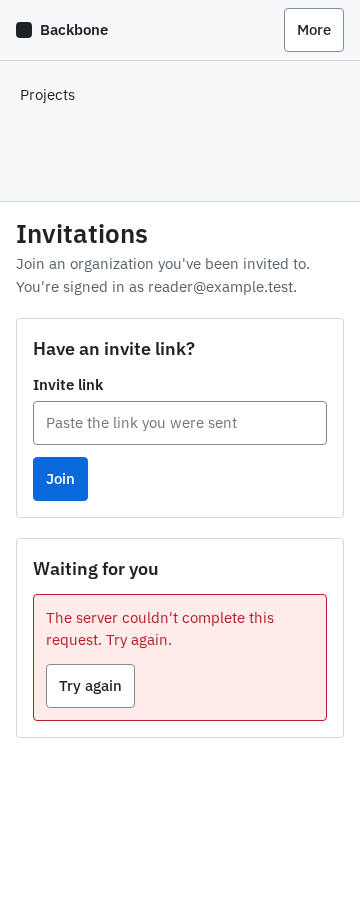 Backbone
More
Projects
Invitations
Join an organization you've been invited to.
You're signed in as reader@example.test.
Have an invite link?
Invite link
Paste the link you were sent
Join
Waiting for you
The server couldn't complete this
request. Try again.
Try again